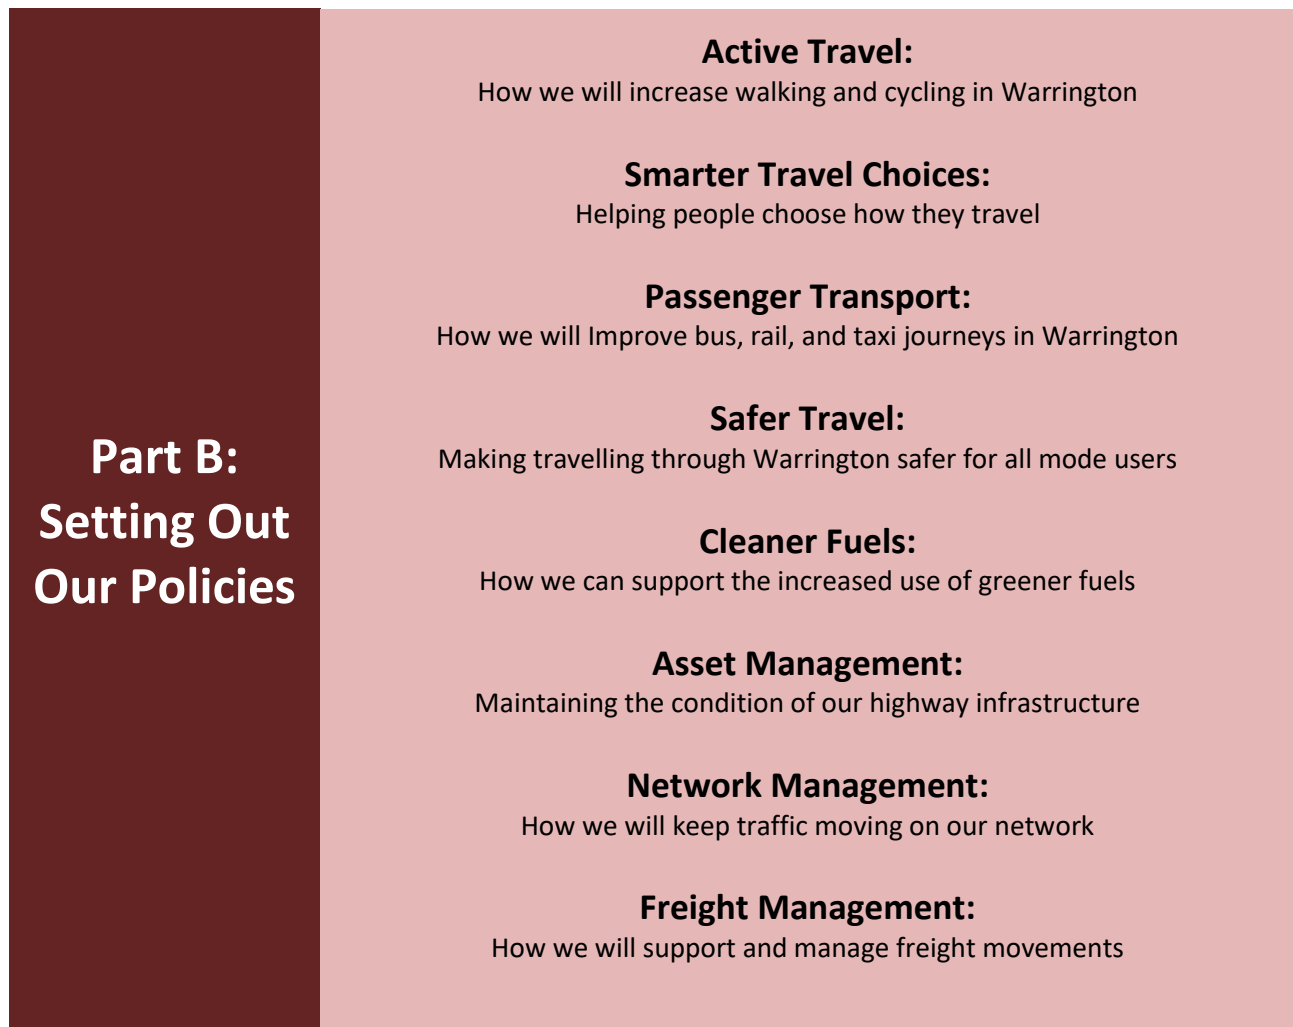 Part B:
Setting Out
Our Policies
Active Travel:
How we will increase walking and cycling in Warrington
Smarter Travel Choices:
Helping people choose how they travel
Passenger Transport:
How we will Improve bus, rail, and taxi journeys in Warrington
Safer Travel:
Making travelling through Warrington safer for all mode users
Cleaner Fuels:
How we can support the increased use of greener fuels
Asset Management:
Maintaining the condition of our highway infrastructure
Network Management:
How we will keep traffic moving on our network
Freight Management:
How we will support and manage freight movements